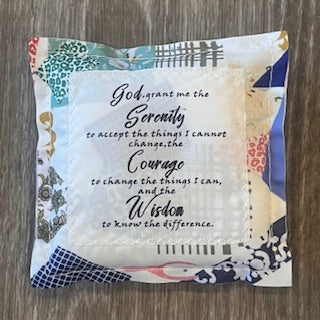 God, grant me the
Serenity
to accept the things I cannot
change, the
Courage
to change the things I can,
and the
Wisdom
to know the difference.